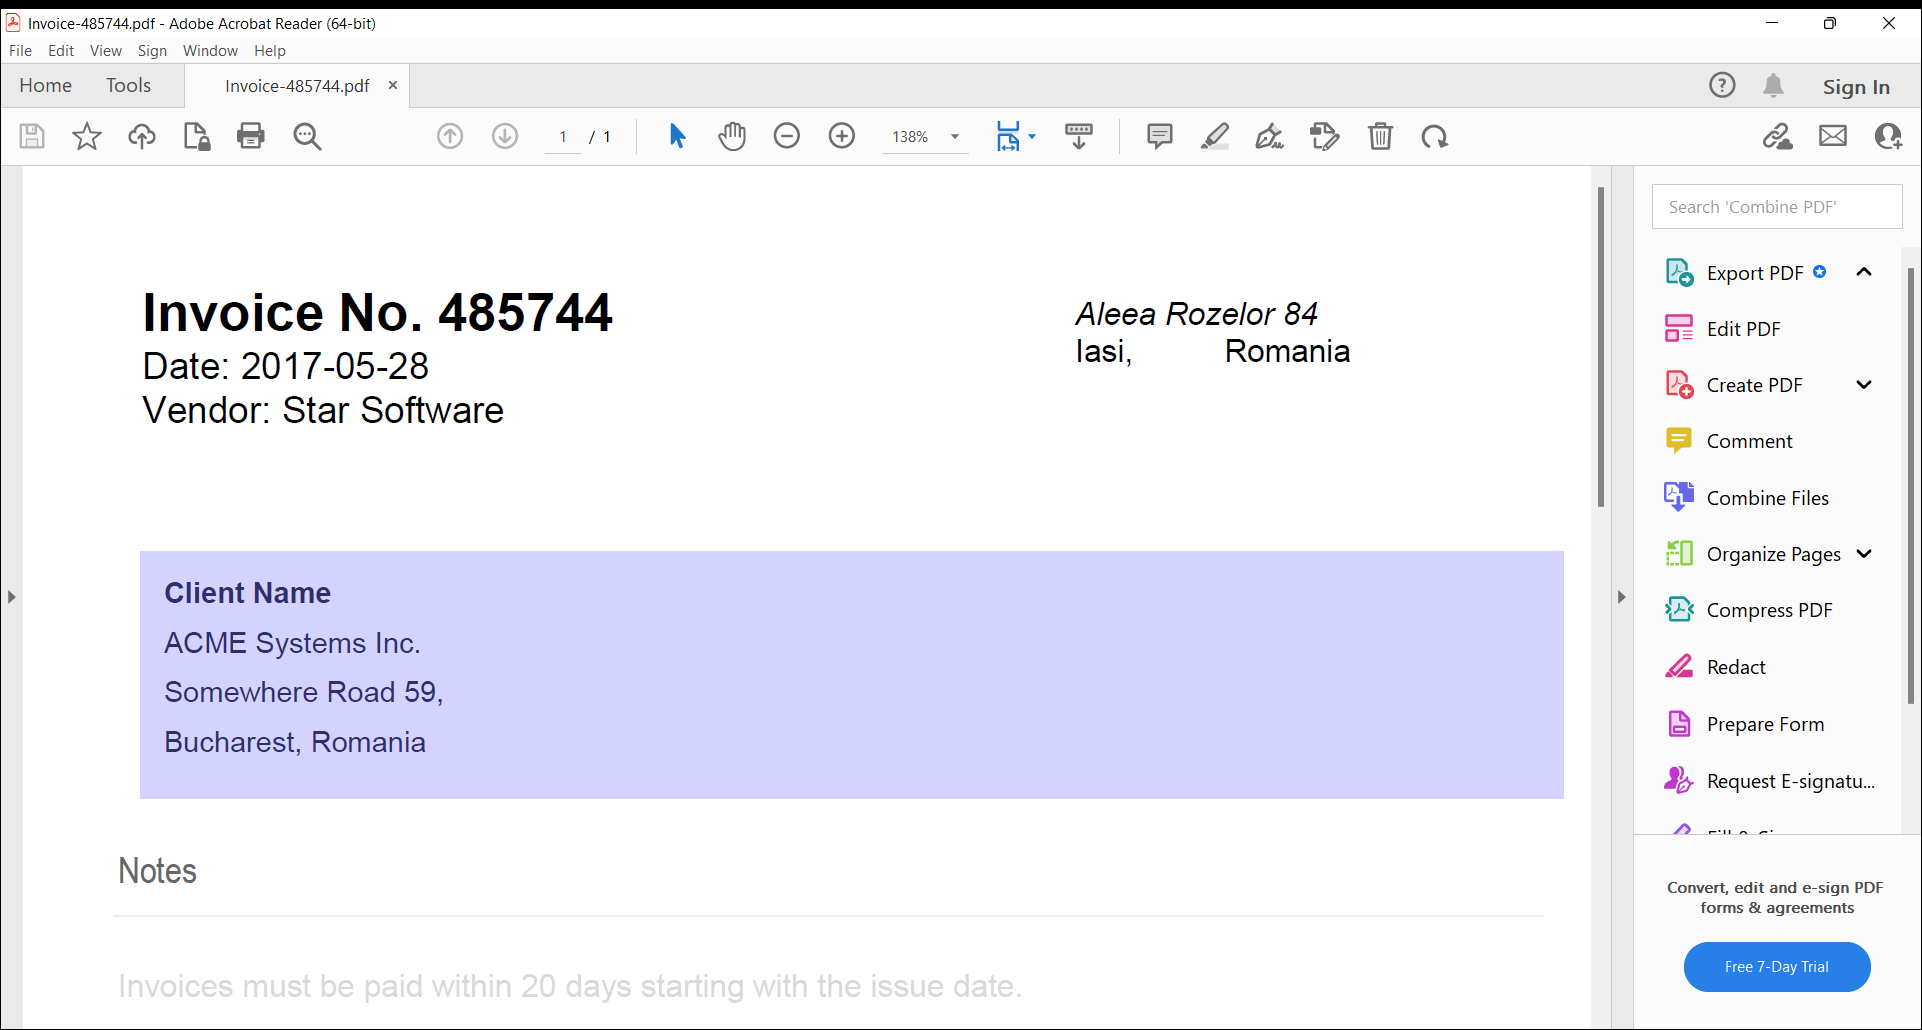 Invoice-485744.pdf - Adobe Acrobat Reader (64-bit)
File Edit View Sign Window Help
Home Tools Invoice-485744.pdf × Sign In
1 / 1 138%
Search 'Combine PDF'
Export PDF
Edit PDF
Create PDF
Comment
Combine Files
Organize Pages
Compress PDF
Redact
Prepare Form
Request E-signatu...
Convert, edit and e-sign PDF
forms & agreements
Free 7-Day Trial
Invoice No. 485744
Date: 2017-05-28
Vendor: Star Software
Aleea Rozelor 84
Iasi, Romania
Client Name
ACME Systems Inc.
Somewhere Road 59,
Bucharest, Romania
Notes
Invoices must be paid within 20 days starting with the issue date.